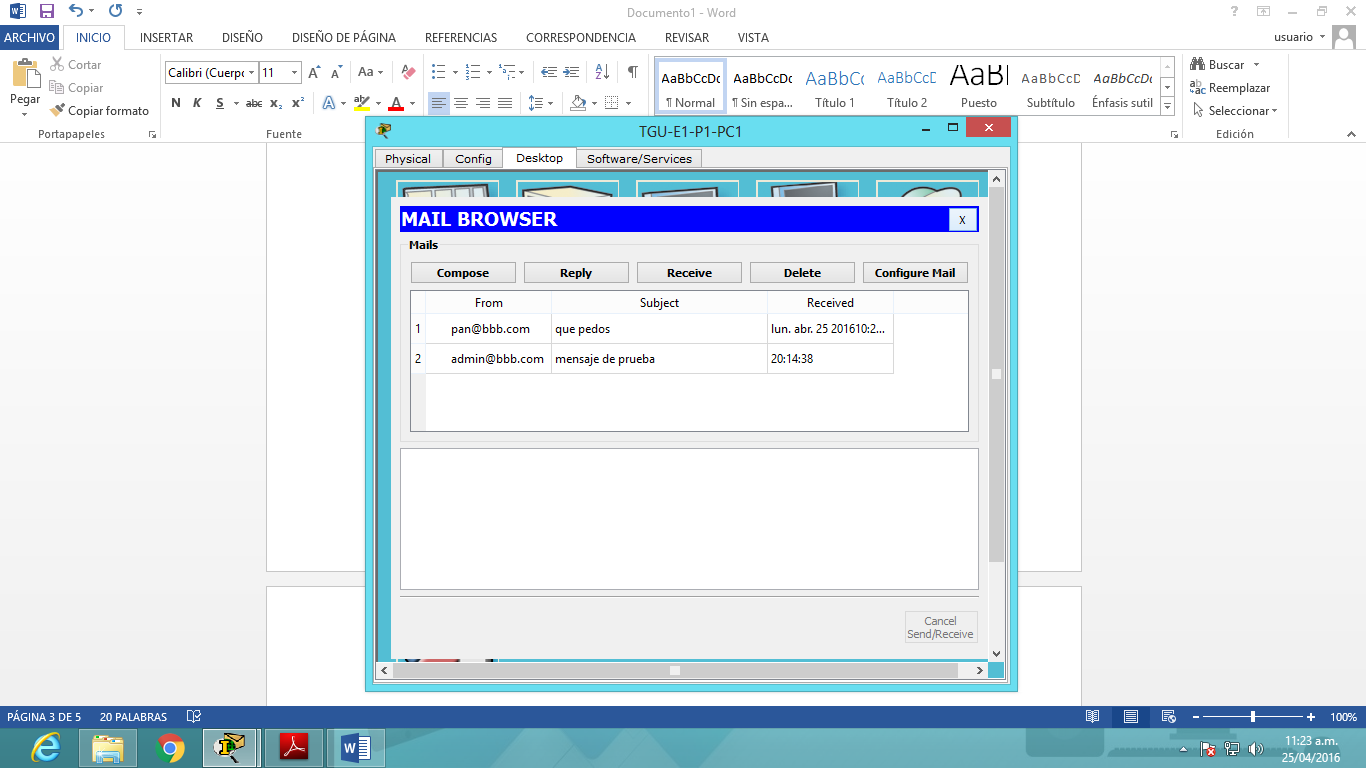 Documento1 - Word
ARCHIVO INICIO INSERTAR DISEÑO DISEÑO DE PÁGINA REFERENCIAS CORRESPONDENCIA REVISAR VISTA usuario
Pegar
Cortar
Copiar
Copiar formato
Portapapeles
Calibri (Cuerpo 11
N K S abc x₂ x²
Fuente
AaBbCcDc AaBbCcDc AaBbCc AaBbCcD AaB AaBbCcD AaBbCcDc
¶ Normal ¶ Sin espa... Título 1 Título 2 Puesto Subtítulo Énfasis sutil
Buscar
Reemplazar
Seleccionar
Edición
TGU-E1-P1-PC1
Physical Config Desktop Software/Services
MAIL BROWSER X
Mails
Compose Reply Receive Delete Configure Mail
From Subject Received
1 pan@bbb.com que pedos lun. abr. 25 201610:2...
2 admin@bbb.com mensaje de prueba 20:14:38
Cancel
Send/Receive
PÁGINA 3 DE 5 20 PALABRAS 100%
11:23 a.m.
25/04/2016